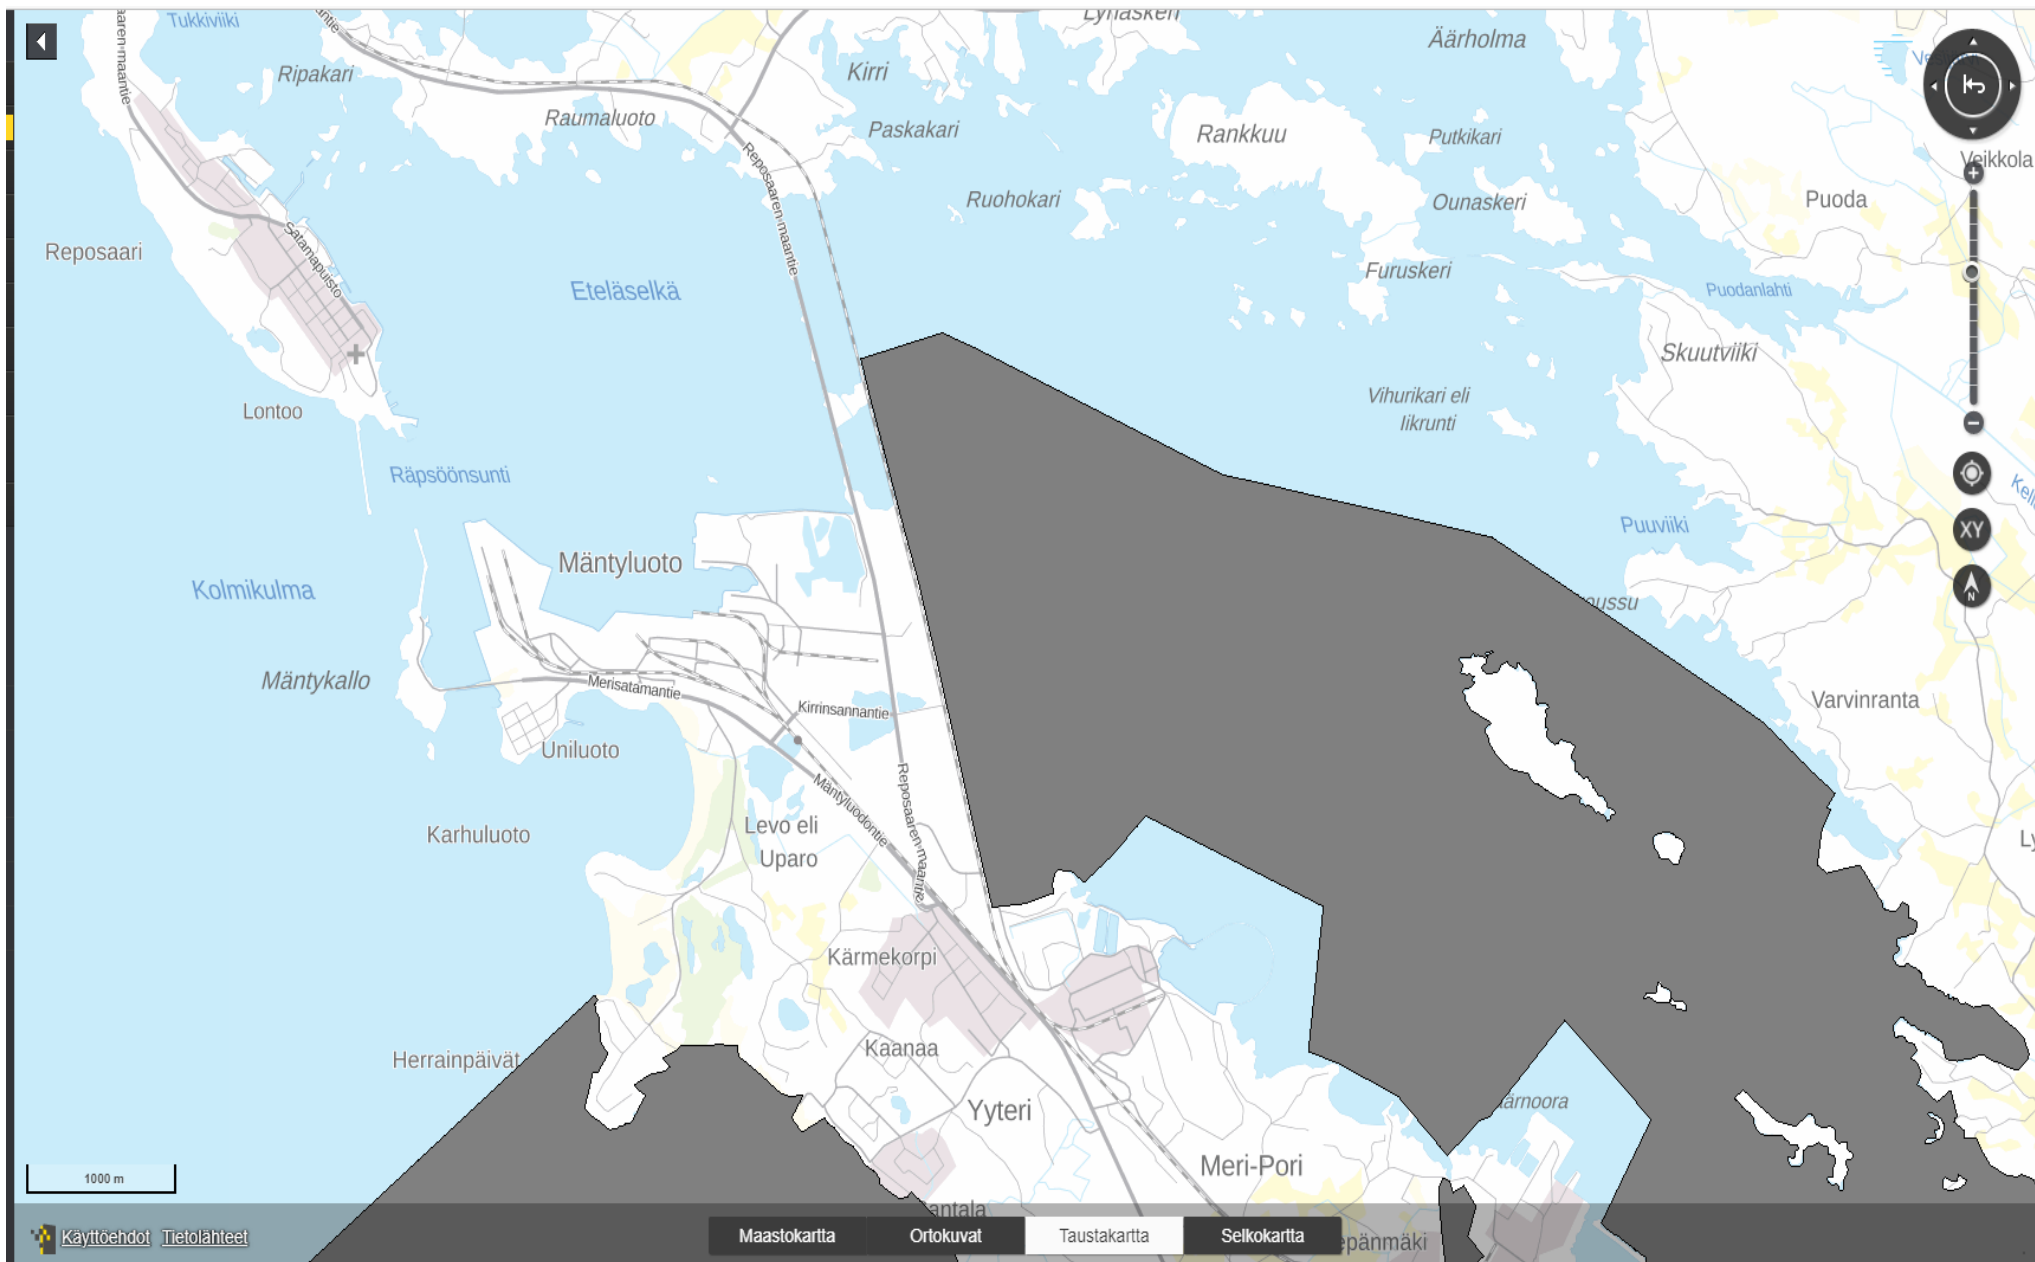 Tukkiviiki
Ripakari
Raumaluoto
Kirri
Paskakari
Ruohokari
Rankkuu
Äärholma
Putkikari
Ounaskeri
Puoda
Veikkola
Reposaari
Satamapuisto
Reposaaren maantie
Eteläselkä
Furuskeri
Puodanlahti
Skuutviiki
Vihurikari eli
Iikrunti
Lontoo
Räpsöönsunti
Puuviiki
XY
N
Mäntyluoto
Kolmikulma
Mäntykallo
Merisatamantie
Kirrinsannantie
Uniluoto
Varvinranta
Karhuluoto
Levo eli
Uparo
Mäntyluodontie
Reposaaren maantie
Kärmekorpi
Kaanaa
Herrainpäivät
Yyteri
Meri-Pori
1000 m
Käyttöehdot Tietolähteet
Maastokartta Ortokuvat Taustakartta Selkokartta